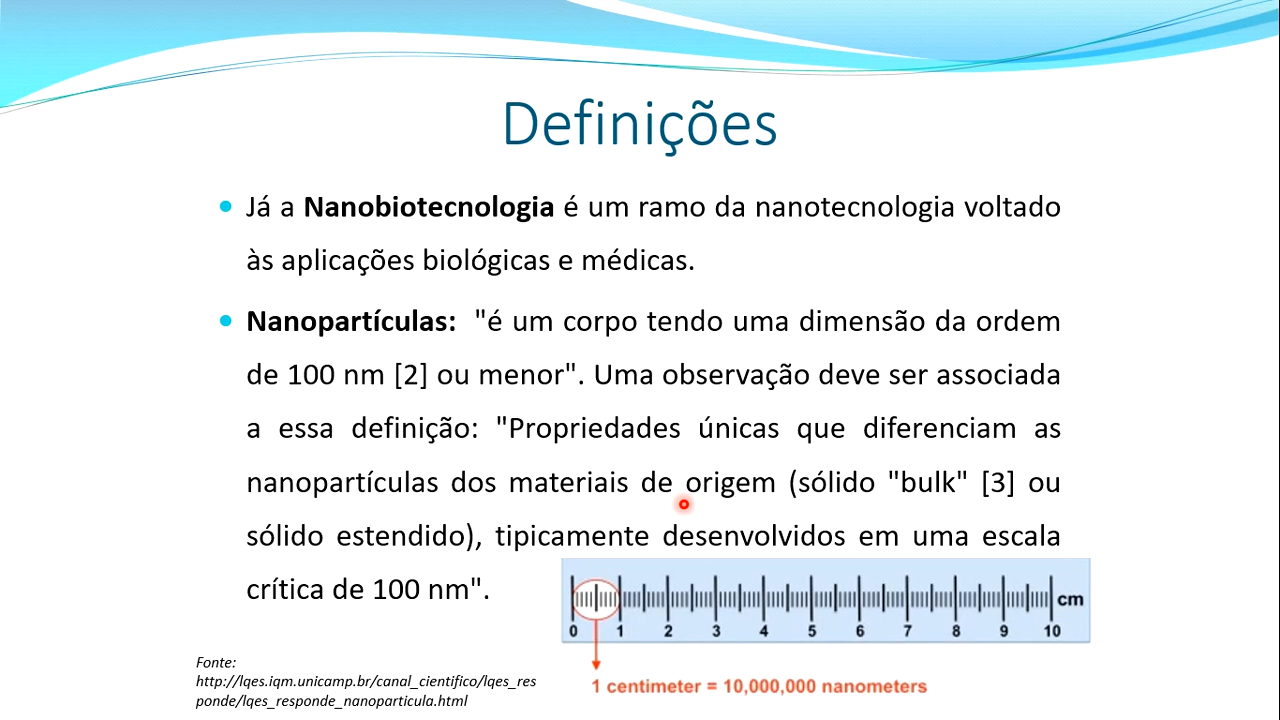 Definições
Já a Nanobiotecnologia é um ramo da nanotecnologia voltado
às aplicações biológicas e médicas.
Nanopartículas: "é um corpo tendo uma dimensão da ordem
de 100 nm [2] ou menor". Uma observação deve ser associada
a essa definição: "Propriedades únicas que diferenciam as
nanopartículas dos materiais de origem (sólido "bulk" [3] ou
sólido estendido), tipicamente desenvolvidos em uma escala
crítica de 100 nm".
cm
0 1 2 3 4 5 6 7 8 9 10
1 centimeter = 10,000,000 nanometers
Fonte:
http://lqes.iqm.unicamp.br/canal_cientifico/lqes_res
ponde/lqes_responde_nanoparticula.html